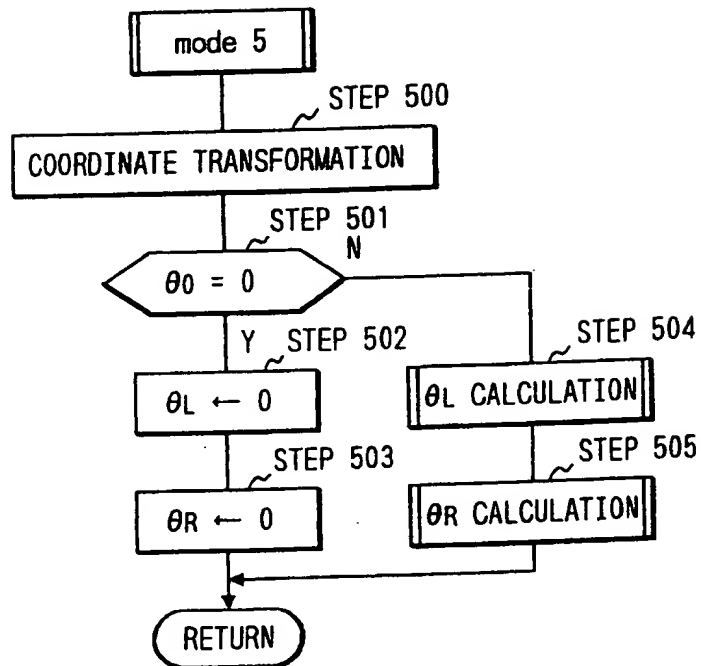 mode 5
STEP 500
COORDINATE TRANSFORMATION
STEP 501
N
θ0 = 0
Y
STEP 502
θL ← 0
STEP 503
θR ← 0
STEP 504
θL CALCULATION
STEP 505
θR CALCULATION
RETURN